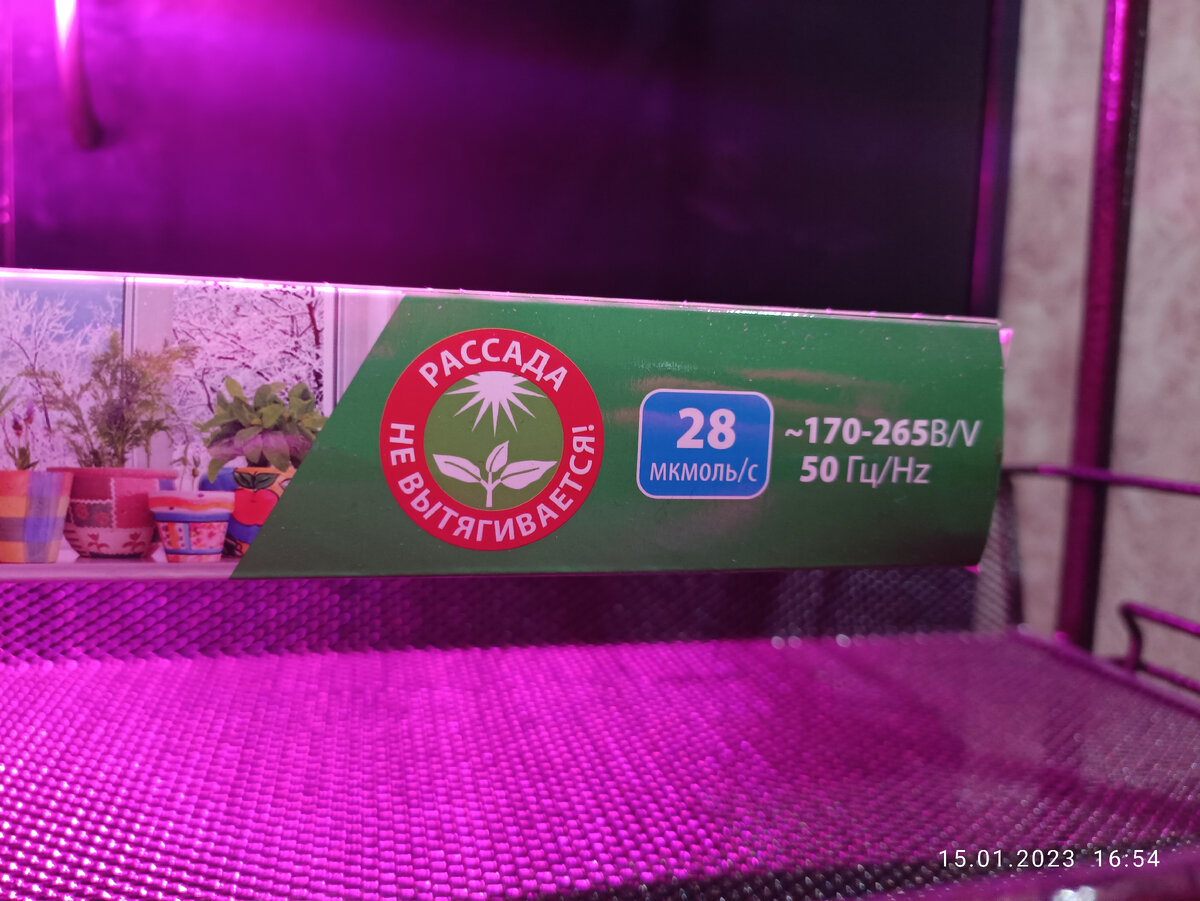 РАССАДА
НЕ ВЫТЯГИВАЕТСЯ!
28
мкмоль/с
~170-265В/V
50 Гц/Hz
15.01.2023 16:54